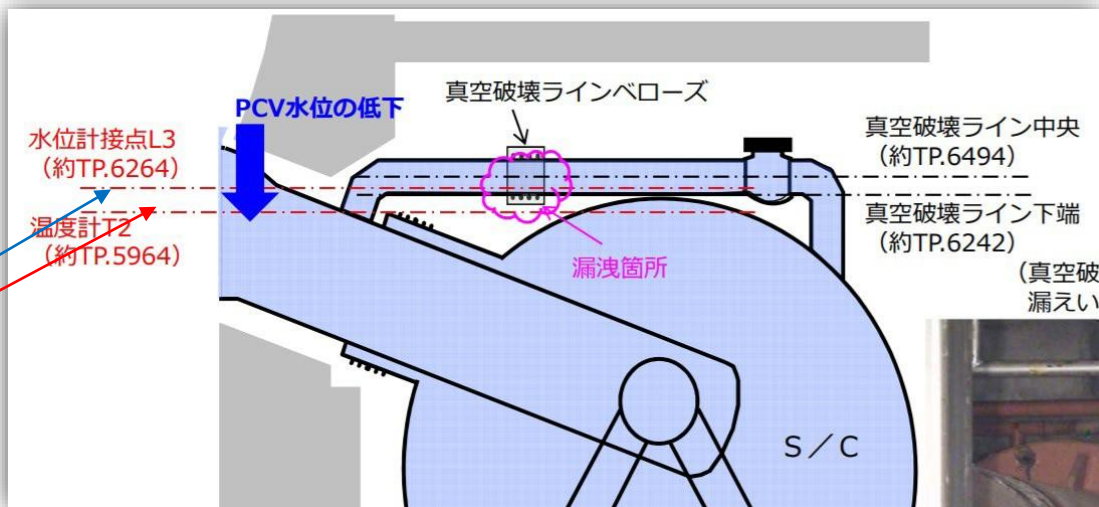 PCV水位の低下
真空破壊ラインベローズ
水位計接点L3
(約TP.6264)
真空破壊ライン中央
(約TP.6494)
温度計T2
(約TP.5964)
漏洩箇所
真空破壊ライン下端
(約TP.6242)
(真空破
漏えい
S/C